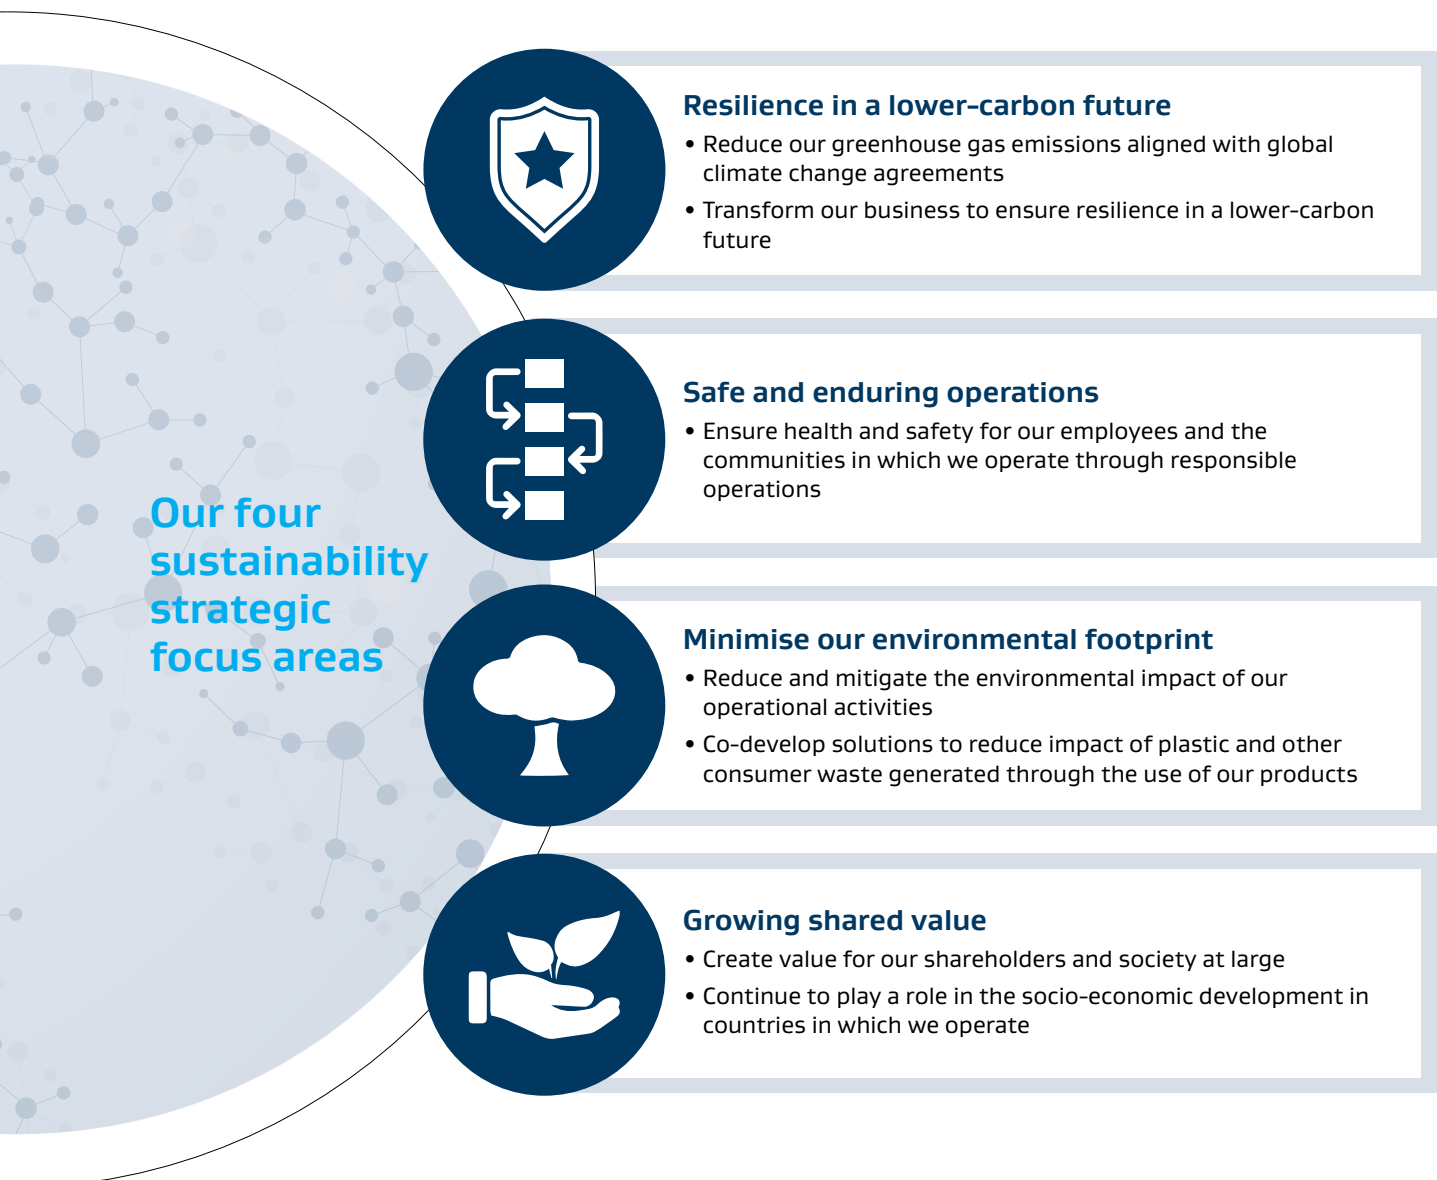 Our four
sustainability
strategic
focus areas
Resilience in a lower-carbon future
• Reduce our greenhouse gas emissions aligned with global
climate change agreements
• Transform our business to ensure resilience in a lower-carbon
future
Safe and enduring operations
• Ensure health and safety for our employees and the
communities in which we operate through responsible
operations
Minimise our environmental footprint
• Reduce and mitigate the environmental impact of our
operational activities
• Co-develop solutions to reduce impact of plastic and other
consumer waste generated through the use of our products
Growing shared value
• Create value for our shareholders and society at large
• Continue to play a role in the socio-economic development in
countries in which we operate